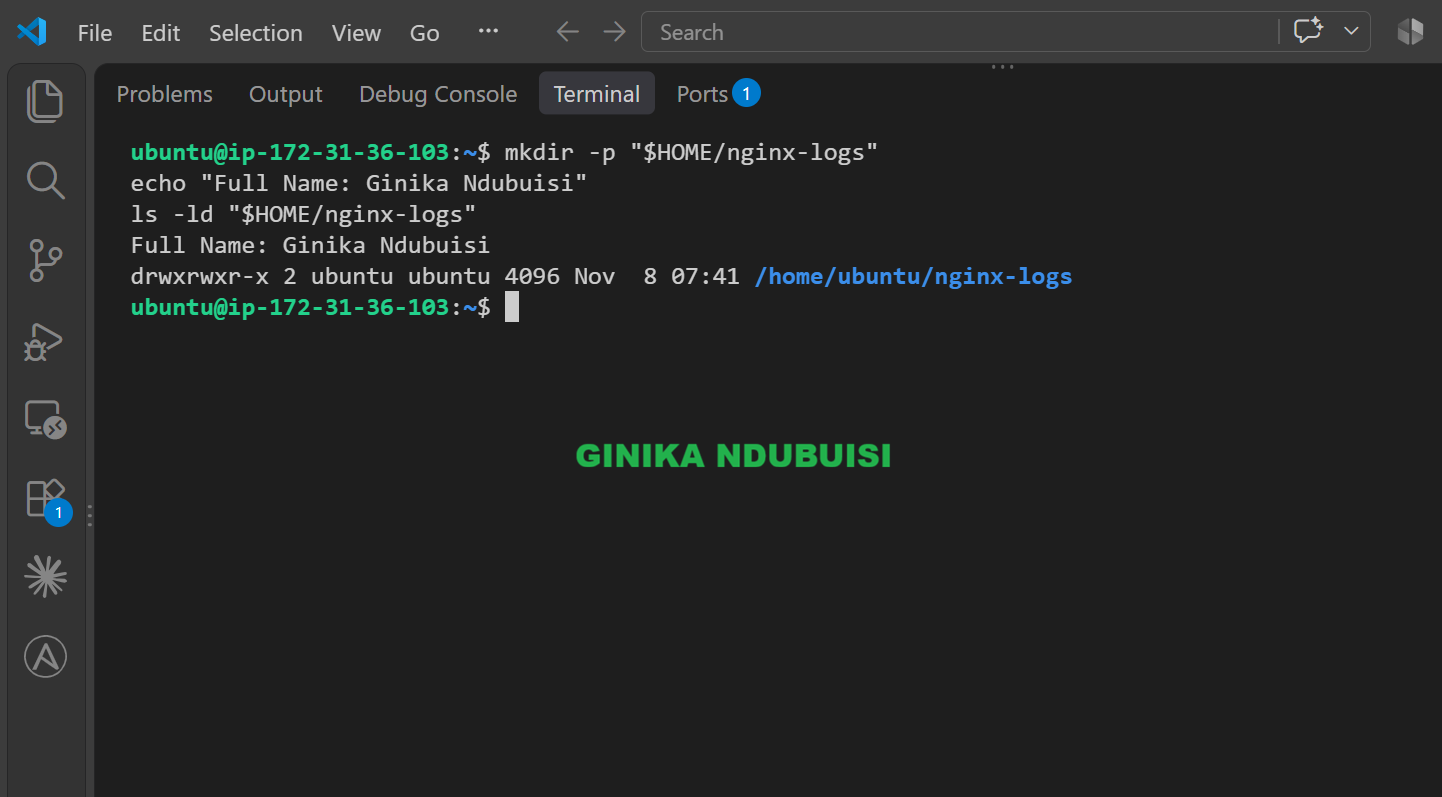 File Edit Selection View Go ··· Search
Problems Output Debug Console Terminal Ports 1
ubuntu@ip-172-31-36-103:~$ mkdir -p "$HOME/nginx-logs"
echo "Full Name: Ginika Ndubuisi"
ls -ld "$HOME/nginx-logs"
Full Name: Ginika Ndubuisi
drwxrwxr-x 2 ubuntu ubuntu 4096 Nov  8 07:41 /home/ubuntu/nginx-logs
ubuntu@ip-172-31-36-103:~$
GINIKA NDUBUISI
1